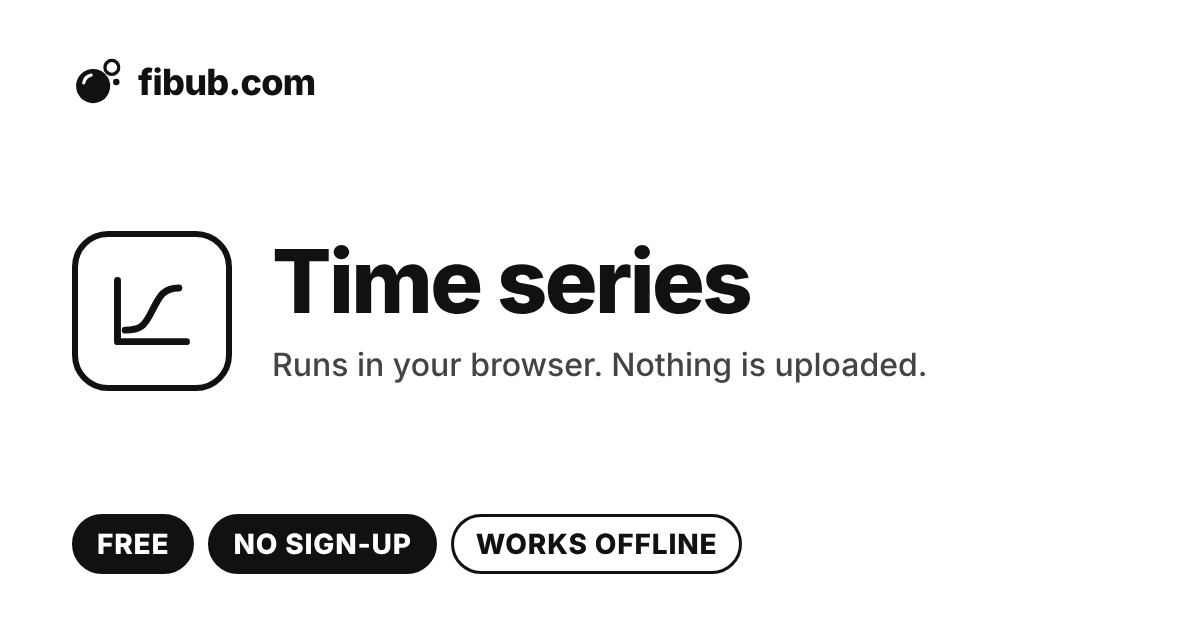 fibub.com
Time series
Runs in your browser. Nothing is uploaded.
FREE
NO SIGN-UP
WORKS OFFLINE